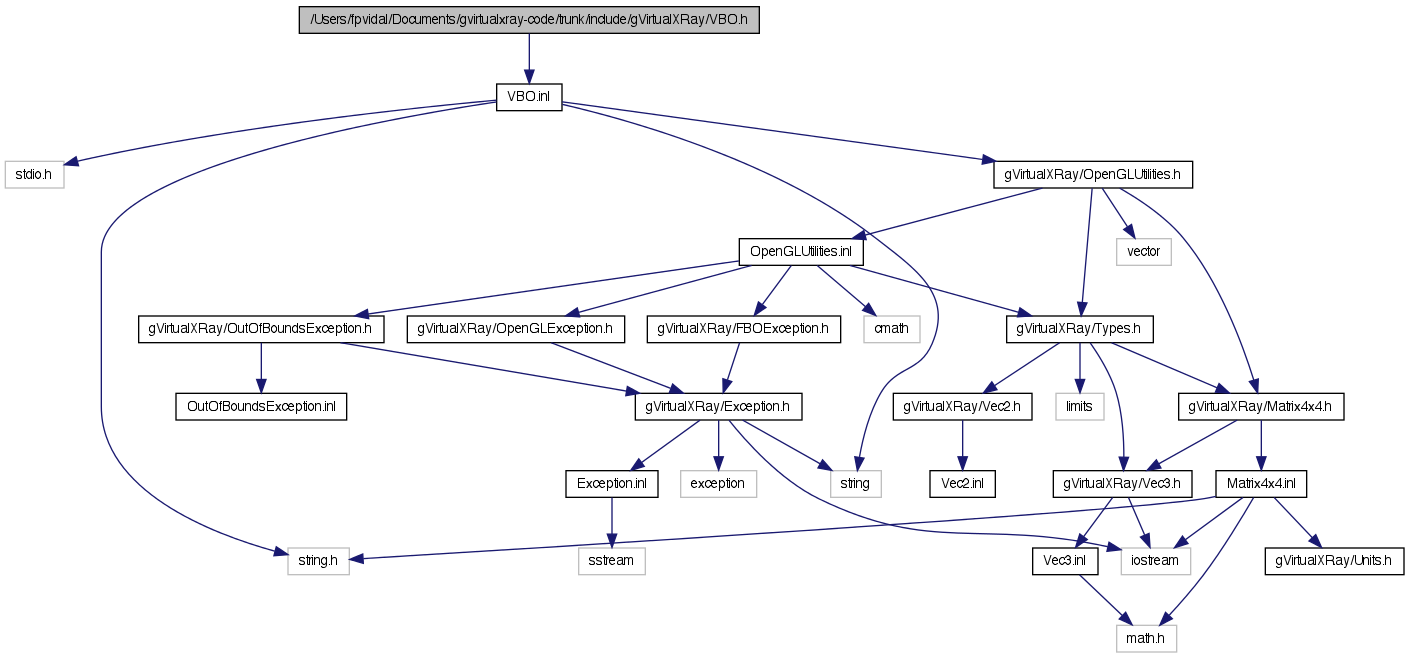 /Users/fpvidal/Documents/gvirtualxray-code/trunk/include/gVirtualXRay/VBO.h
VBO.inl
stdio.h
gVirtualXRay/OpenGLUtilities.h
OpenGLUtilities.inl
vector
gVirtualXRay/OutOfBoundsException.h
gVirtualXRay/OpenGLException.h
gVirtualXRay/FBOException.h
cmath
gVirtualXRay/Types.h
OutOfBoundsException.inl
gVirtualXRay/Exception.h
gVirtualXRay/Vec2.h
limits
gVirtualXRay/Matrix4x4.h
Exception.inl
exception
string
Vec2.inl
gVirtualXRay/Vec3.h
Matrix4x4.inl
string.h
sstream
Vec3.inl
iostream
gVirtualXRay/Units.h
math.h